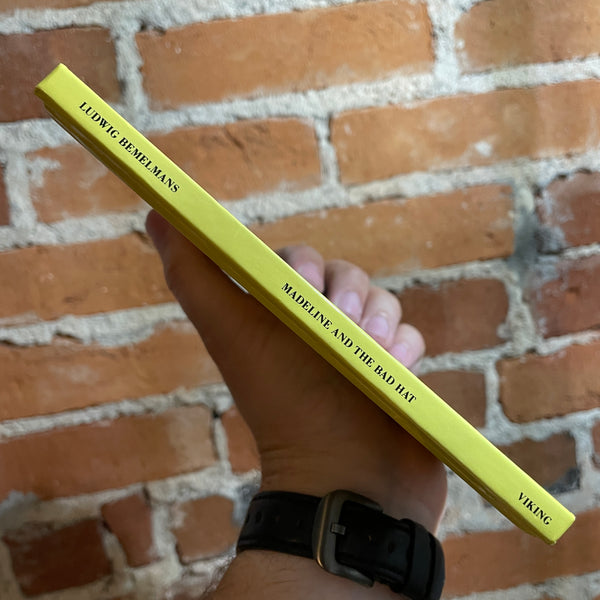 LUDWIG BEMELMANS
MADELINE AND THE BAD HAT
VIKING